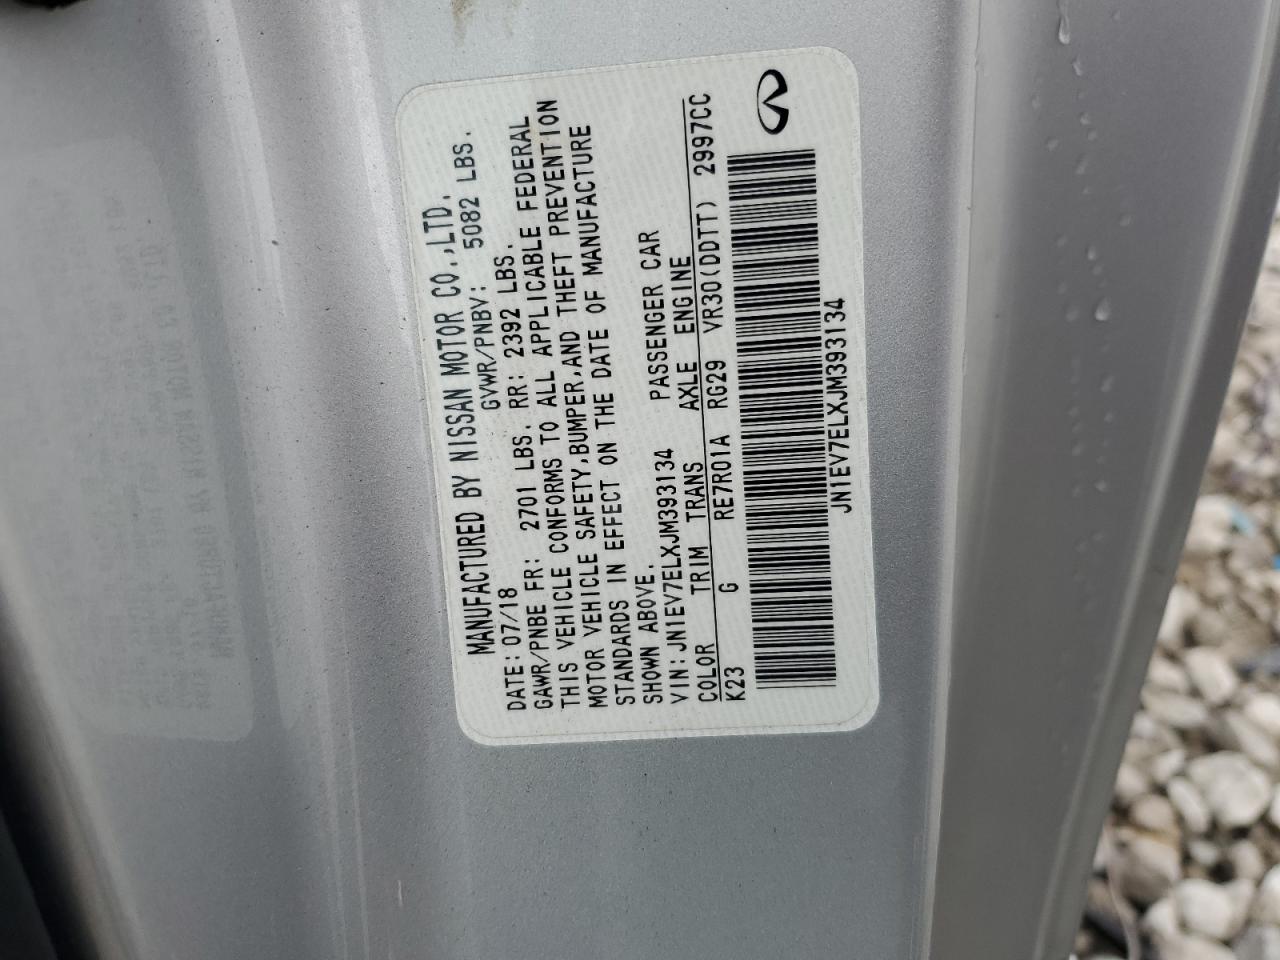 MANUFACTURED BY NISSAN MOTOR CO.,LTD.
DATE: 07/18 GVWR/PNBV: 5082 LBS.
GAWR/PNBE FR: 2701 LBS. RR: 2392 LBS.
THIS VEHICLE CONFORMS TO ALL APPLICABLE FEDERAL
MOTOR VEHICLE SAFETY,BUMPER,AND THEFT PREVENTION
STANDARDS IN EFFECT ON THE DATE OF MANUFACTURE
SHOWN ABOVE.
VIN:JN1EV7ELXJM393134 PASSENGER CAR
COLOR TRIM TRANS AXLE ENGINE
K23 G RE7R01A RG29 VR30(DDTT) 2997CC
JN1EV7ELXJM393134